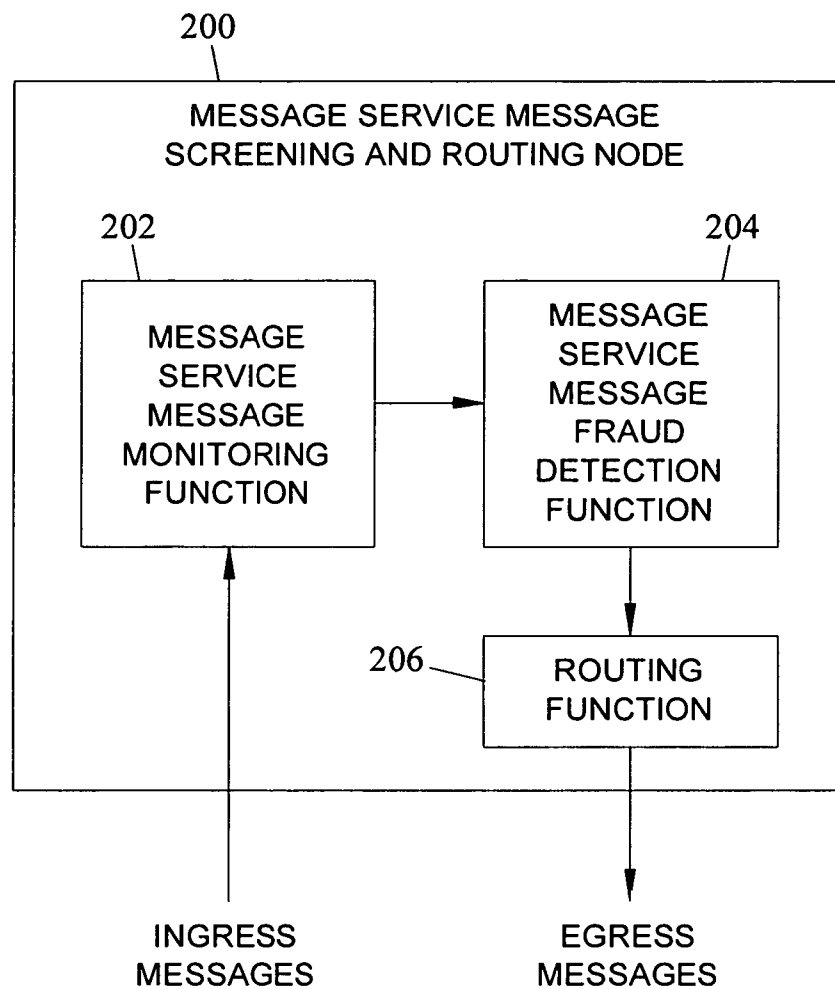 200
MESSAGE SERVICE MESSAGE
SCREENING AND ROUTING NODE
202
MESSAGE
SERVICE
MESSAGE
MONITORING
FUNCTION
204
MESSAGE
SERVICE
MESSAGE
FRAUD
DETECTION
FUNCTION
206
ROUTING
FUNCTION
INGRESS
MESSAGES
EGRESS
MESSAGES